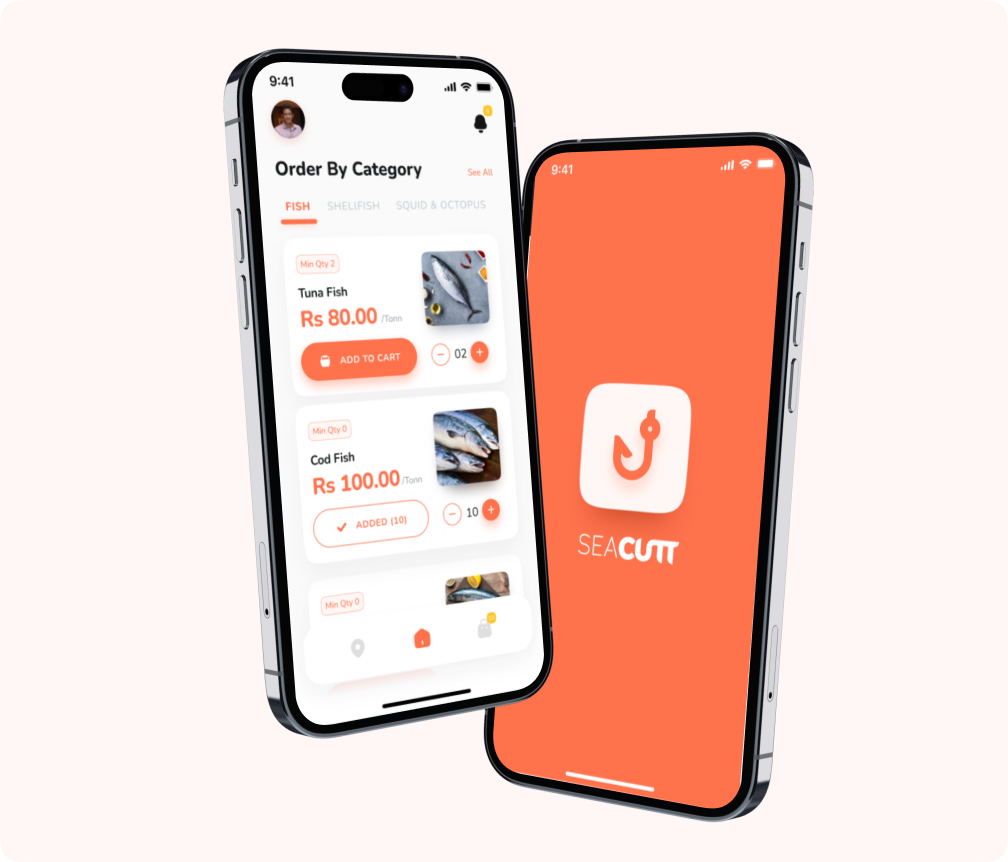 9:41
Order By Category
See All
FISH SHELlFISH SQUID & OCTOPUS
Min Qty 2
Tuna Fish
Rs 80.00 /Tonn
ADD TO CART
02
Min Qty 0
Cod Fish
Rs 100.00 /Tonn
ADDED (10)
10
Min Qty 0
9:41
SEACUTT